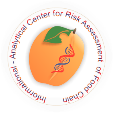 Informational - Analytical Center for Risk Assessment of Food Chain